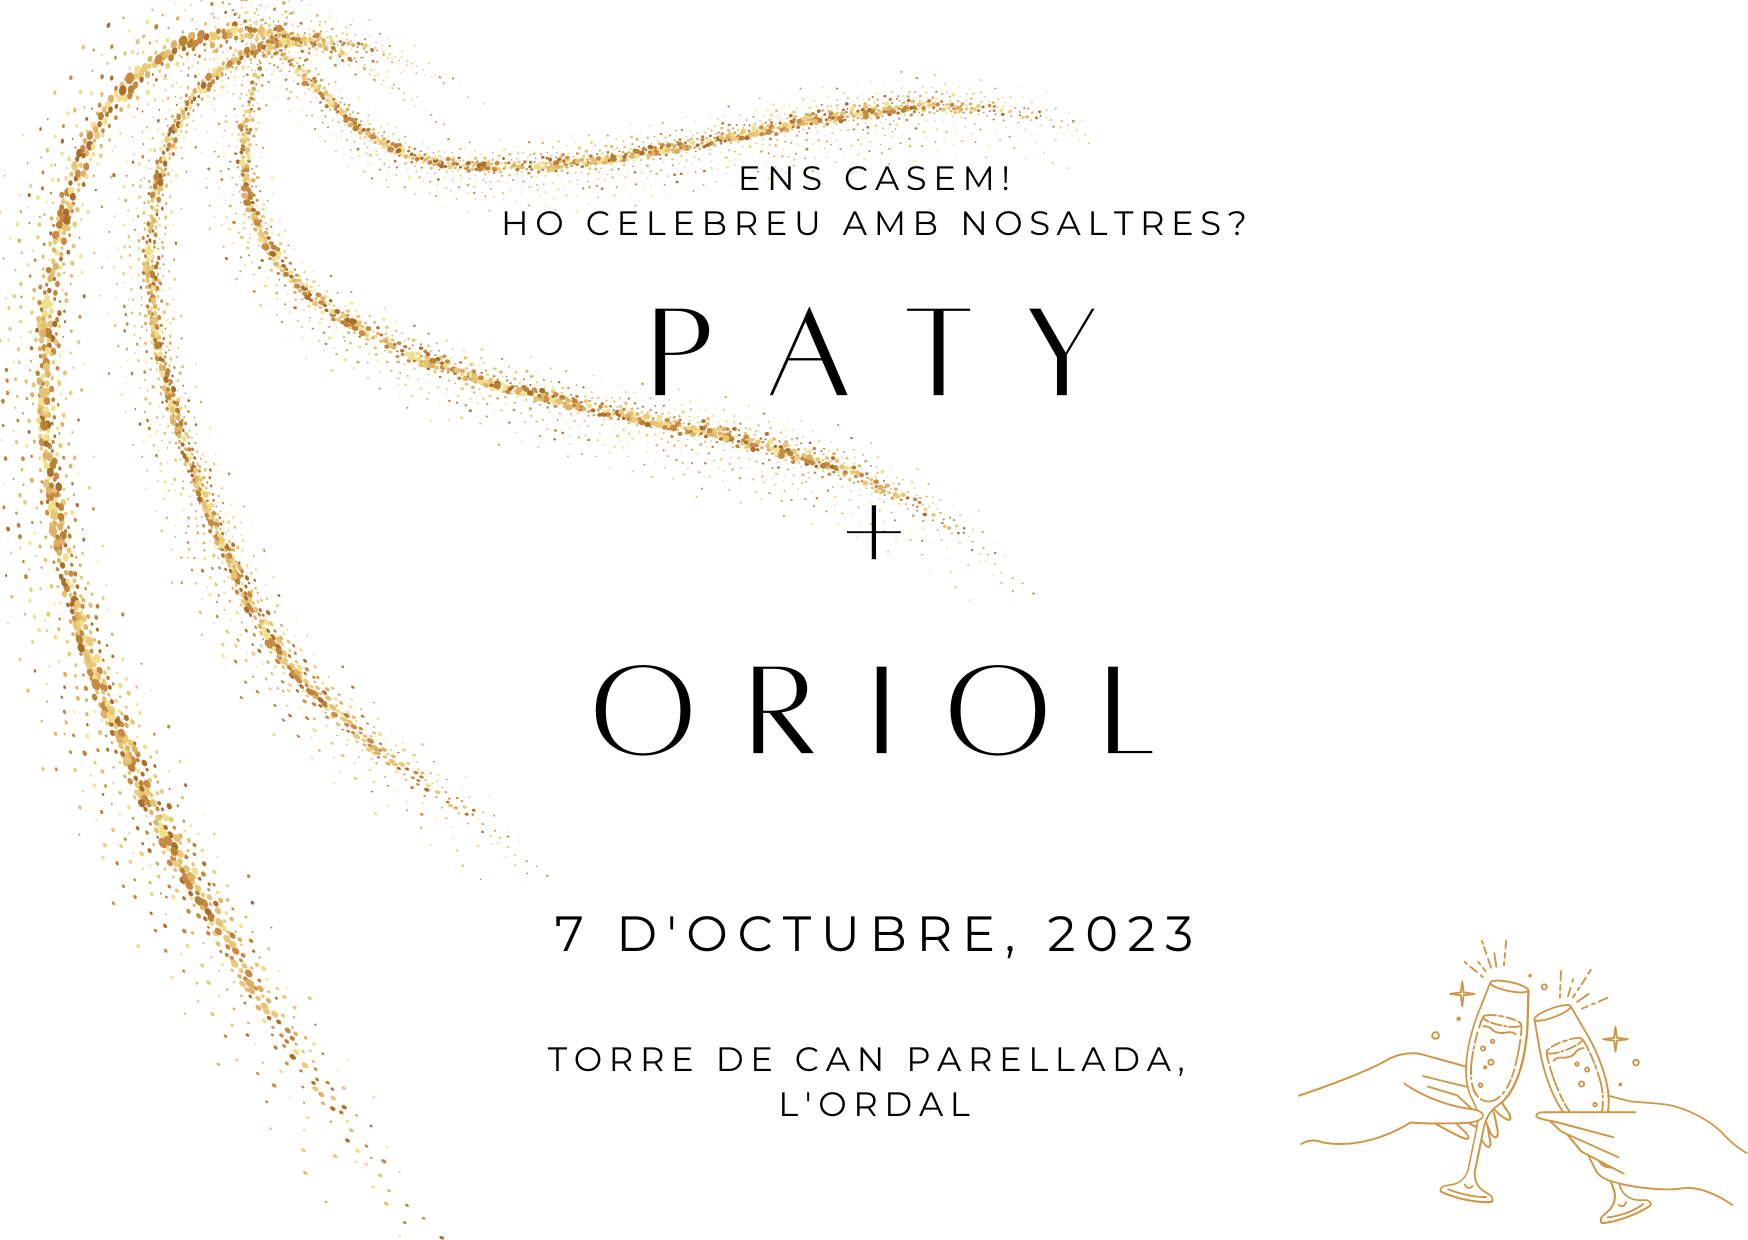 ENS CASEM!
HO CELEBREU AMB NOSALTRES?
PATY
+
ORIOL
7 D'OCTUBRE, 2023
TORRE DE CAN PARELLADA,
L'ORDAL